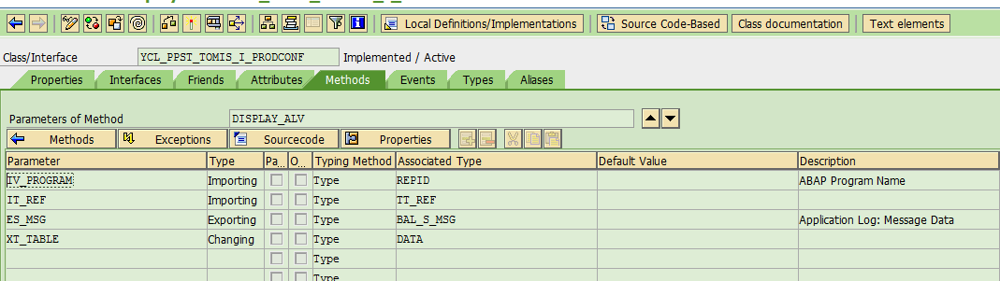 Local Definitions/Implementations Source Code-Based Class documentation Text elements
Class/Interface YCL_PPST_TOMIS_I_PRODCONF Implemented / Active
Properties Interfaces Friends Attributes Methods Events Types Aliases
Parameters of Method DISPLAY_ALV
Methods Exceptions Sourcecode Properties
Parameter Type Pa... O... Typing Method Associated Type Default Value Description
IV_PROGRAM Importing Type REPID ABAP Program Name
IT_REF Importing Type TT_REF
ES_MSG Exporting Type BAL_S_MSG Application Log: Message Data
XT_TABLE Changing Type DATA
Type
Type